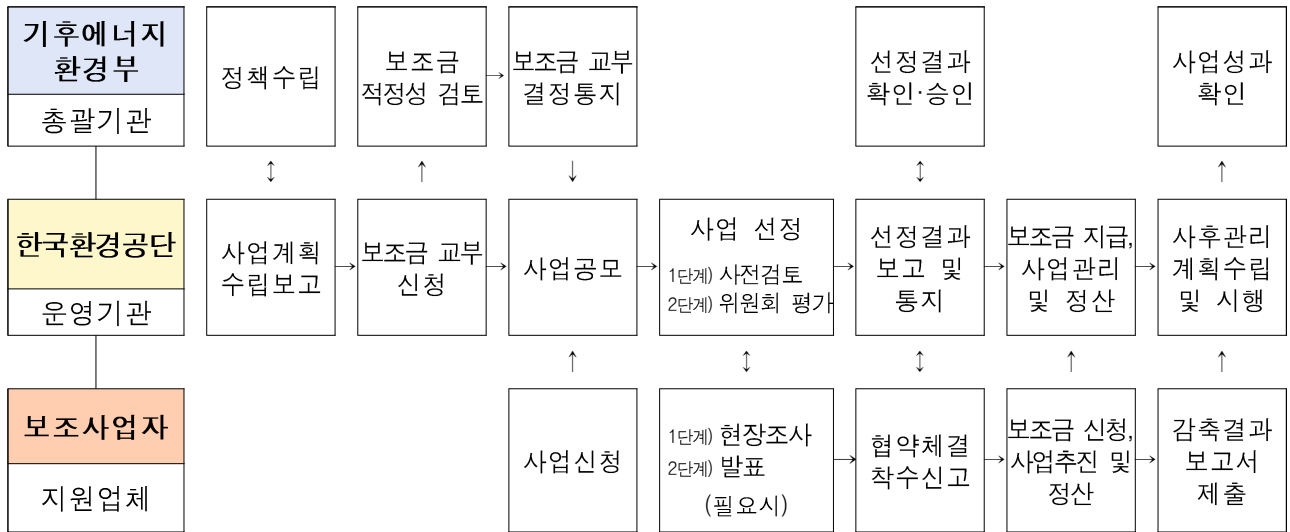 기후에너지
환경부
총괄기관
정책수립
보조금
적정성 검토
보조금 교부
결정통지
선정결과
확인·승인
사업성과
확인
한국환경공단
운영기관
사업계획
수립보고
보조금 교부
신청
사업공모
사업 선정
1단계) 사전검토
2단계) 위원회 평가
선정결과
보고 및
통지
보조금 지급,
사업관리
및 정산
사후관리
계획수립
및 시행
보조사업자
지원업체
사업신청
1단계) 현장조사
2단계) 발표
(필요시)
협약체결
착수신고
보조금 신청,
사업추진 및
정산
감축결과
보고서
제출